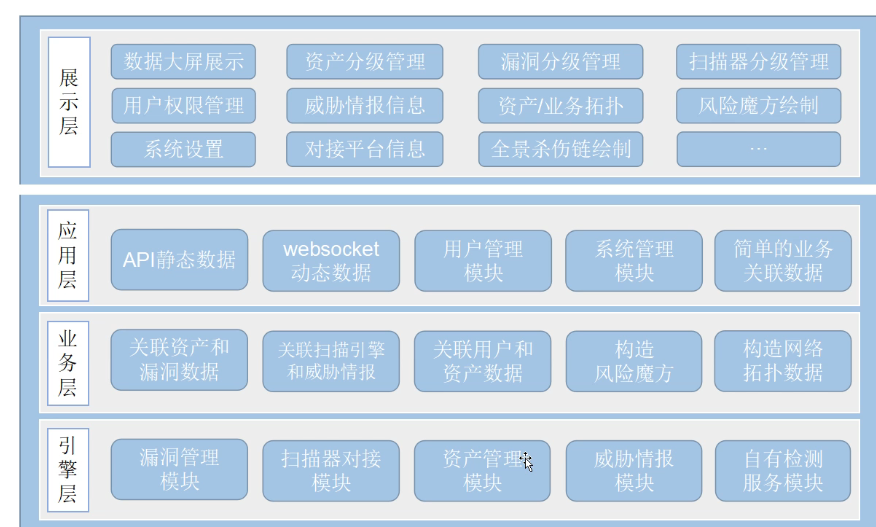 展示层
数据大屏展示
资产分级管理
漏洞分级管理
扫描器分级管理
用户权限管理
威胁情报信息
资产/业务拓扑
风险魔方绘制
系统设置
对接平台信息
全景杀伤链绘制
...
应用层
API静态数据
websocket
动态数据
用户管理
模块
系统管理
模块
简单的业务
关联数据
业务层
关联资产和
漏洞数据
关联扫描引擎
和威胁情报
关联用户和
资产数据
构造
风险魔方
构造网络
拓扑数据
引擎层
漏洞管理
模块
扫描器对接
模块
资产管理
模块
威胁情报
模块
自有检测
服务模块